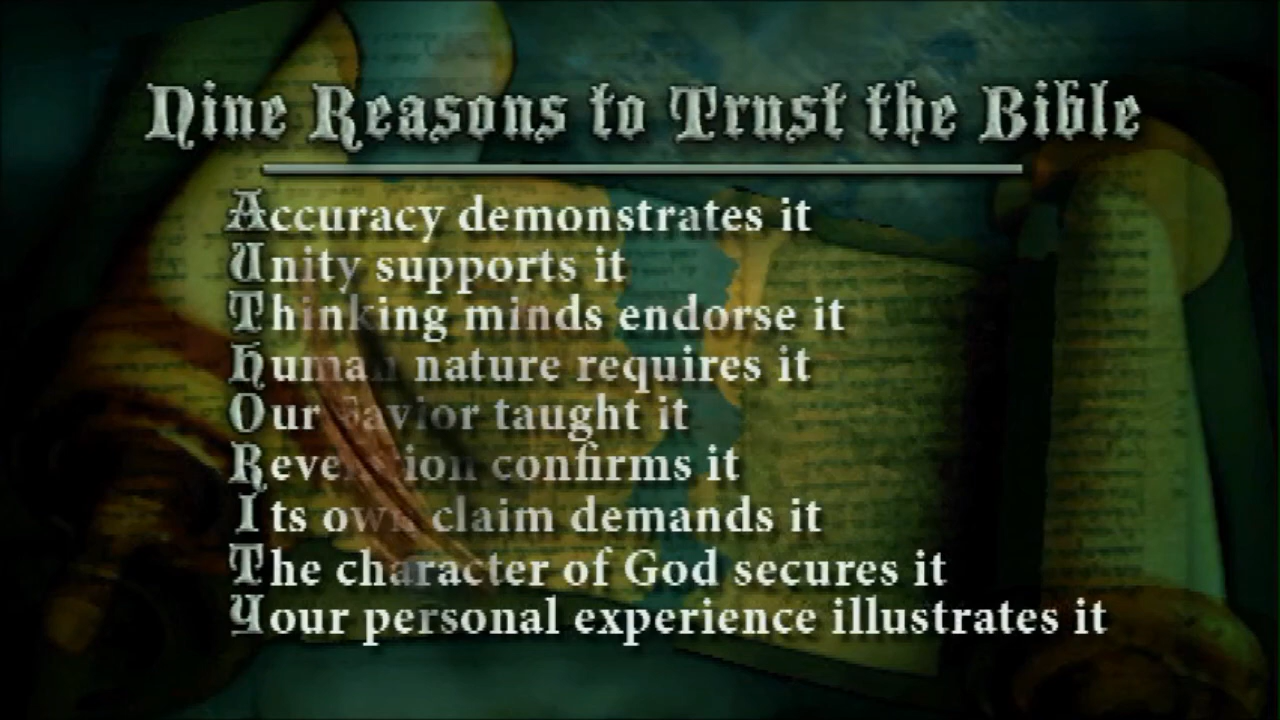 Nine Reasons to Trust the Bible
Accuracy demonstrates it
Unity supports it
Thinking minds endorse it
Human nature requires it
Our Savior taught it
Revelation confirms it
Its own claim demands it
The character of God secures it
Your personal experience illustrates it